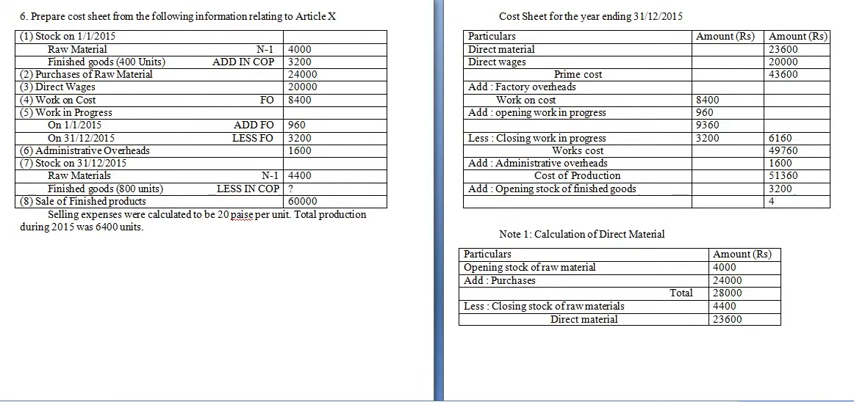 6. Prepare cost sheet from the following information relating to Article X
(1) Stock on 1/1/2015
Raw Material N-1 4000
Finished goods (400 Units) ADD IN COP 3200
(2) Purchases of Raw Material 24000
(3) Direct Wages 20000
(4) Work on Cost FO 8400
(5) Work in Progress
On 1/1/2015 ADD FO 960
On 31/12/2015 LESS FO 3200
(6) Administrative Overheads 1600
(7) Stock on 31/12/2015
Raw Materials N-1 4400
Finished goods (800 units) LESS IN COP ?
(8) Sale of Finished products 60000
Selling expenses were calculated to be 20 paise per unit. Total production
during 2015 was 6400 units.
Cost Sheet for the year ending 31/12/2015
Particulars Amount (Rs) Amount (Rs)
Direct material 23600
Direct wages 20000
Prime cost 43600
Add : Factory overheads
Work on cost 8400
Add : opening work in progress 960
9360
Less : Closing work in progress 3200 6160
Works cost 49760
Add : Administrative overheads 1600
Cost of Production 51360
Add : Opening stock of finished goods 3200
4
Note 1: Calculation of Direct Material
Particulars Amount (Rs)
Opening stock of raw material 4000
Add : Purchases 24000
Total 28000
Less : Closing stock of raw materials 4400
Direct material 23600